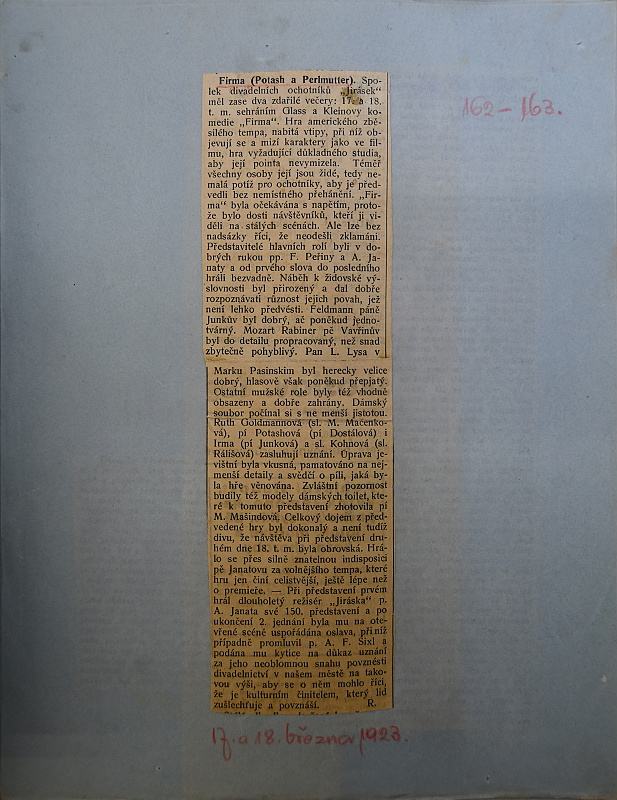 162 – 163.
Firma (Potash a Perlmutter). Spo-
lek divadelních ochotníků „Jirásek"
měl zase dva zdařilé večery: 17. a 18.
t. m. sehráním Glass a Kleinovy ko-
medie „Firma". Hra amerického zbě-
silého tempa, nabitá vtipy, při níž ob-
jevují se a mizí karaktery jako ve fil-
mu, hra vyžadující důkladného studia,
aby její pointa nevymizela. Téměř
všechny osoby její jsou židé, tedy ne-
malá potíž pro ochotníky, aby je před-
vedli bez nemístného přehánění. „Fir-
ma" byla očekávána s napětím, proto-
že bylo dosti návštěvníků, kteří ji vi-
děli na stálých scénách. Ale lze bez
nadsázky říci, že neodešli zklamáni.
Představitelé hlavních rolí byli v do-
brých rukou pp. F. Peřiny a A. Ja-
naty a od prvého slova do posledního
hráli bezvadně. Náběh k židovské vý-
slovnosti byl přirozený a dal dobře
rozpoznávati různost jejich povah, jež
není lehko předvésti. Feldmann páně
Junkův byl dobrý, ač poněkud jedno-
tvárný. Mozart Rabiner pě Vavřinův
byl do detailu propracovaný, než snad
zbytečně pohyblivý. Pan L. Lysa v
Marku Pasinskim byl herecky velice
dobrý, hlasově však poněkud přepjatý.
Ostatní mužské role byly též vhodně
obsazeny a dobře zahrány. Dámský
soubor počínal si s ne menší jistotou.
Ruth Goldmannová (sl. M. Mačenko-
vá), pí Potashová (pí Dostálová) i
Irma (pí Junková) a sl. Kohnová (sl.
Rálišová) zasluhují uznání. Úprava je-
vištní byla vkusná, pamatováno na nej-
menší detaily a svědčí o píli, jaká by-
la hře věnována. Zvláštní pozornost
budily též modely dámských toilet, kte-
ré k tomuto představení zhotovila pí
M. Mašindová. Celkový dojem z před-
vedené hry byl dokonalý a není tudíž
divu, že návštěva při představení dru-
hém dne 18. t. m. byla obrovská. Hrá-
lo se přes silně znatelnou indisposici
pě Janatovu za volnějšího tempa, které
hru jen činí celistvější, ještě lépe než
o premieře. — Při představení prvém
hrál dlouholetý režisér „Jiráska" p.
A. Janata své 150. představení a po
ukončení 2. jednání byla mu na ote-
vřené scéně uspořádána oslava, při níž
případně promluvil p. A. F. Sixl a
podána mu kytice na důkaz uznání
za jeho neoblomnou snahu povznésti
divadelnictví v našem městě na tako-
vou výši, aby se o něm mohlo říci,
že je kulturním činitelem, který lid
zušlechťuje a povznáší. R.
17. a 18. března 1923.